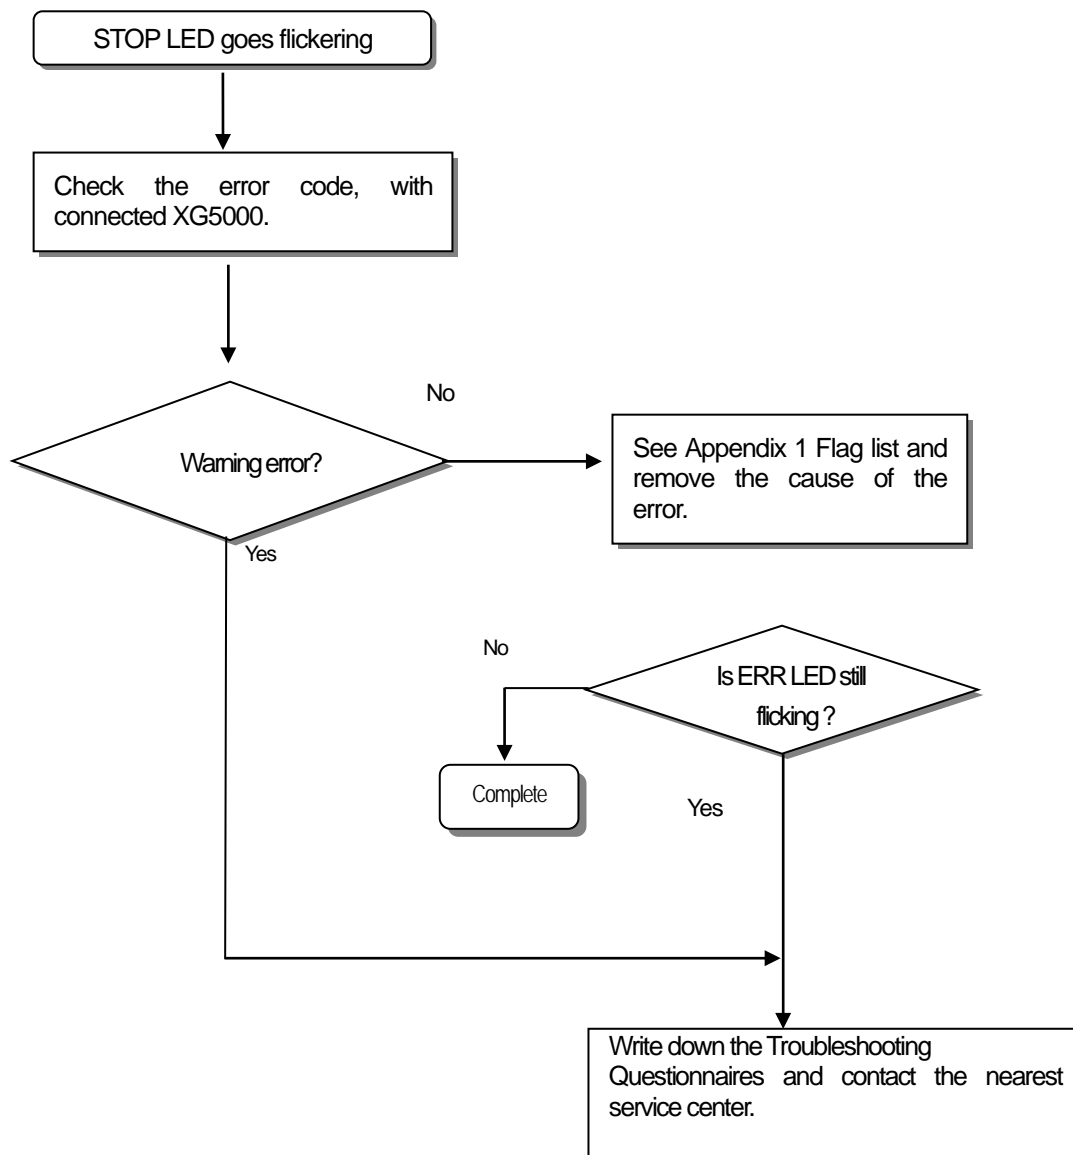 STOP LED goes flickering
Check the error code, with
connected XG5000.
No
Warning error?
See Appendix 1 Flag list and
remove the cause of the
error.
Yes
No
Is ERR LED still
flicking ?
Complete
Yes
Write down the Troubleshooting
Questionnaires and contact the nearest
service center.